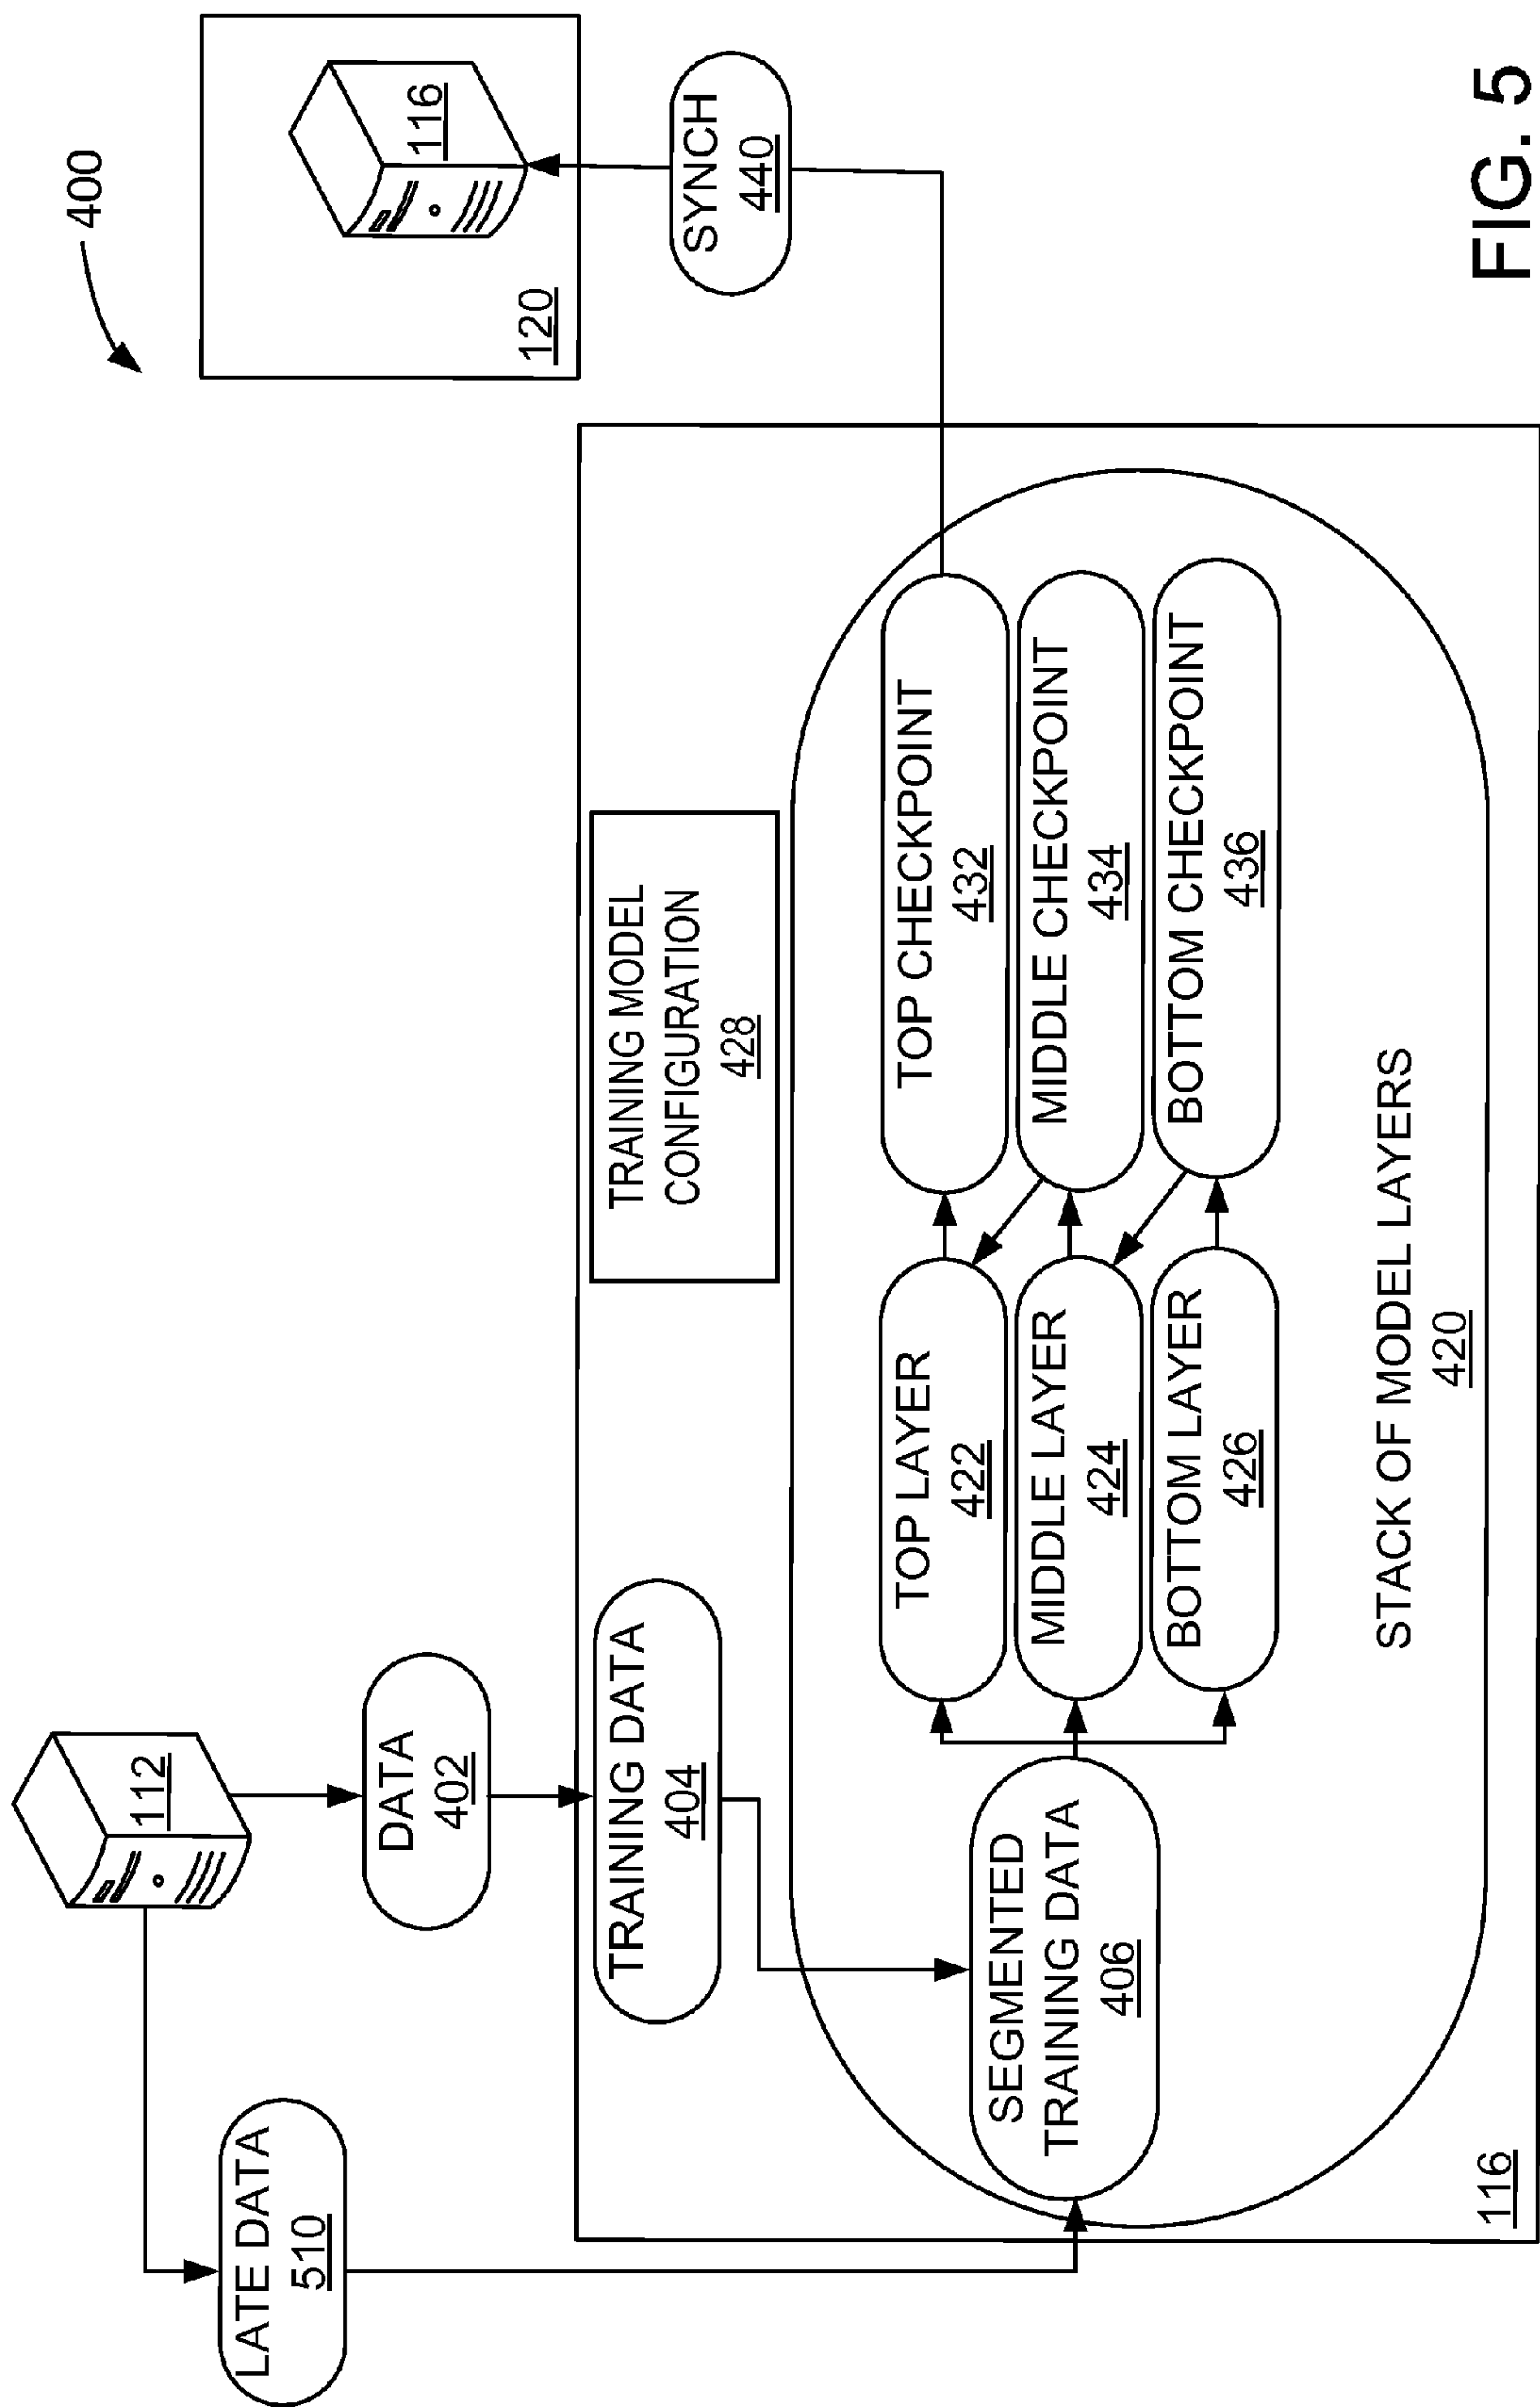 400
112
116
120
LATE DATA
510
DATA
402
SYNCH
440
TRAINING DATA
404
TRAINING MODEL
CONFIGURATION
428
SEGMENTED
TRAINING DATA
406
TOP LAYER
422
TOP CHECKPOINT
432
MIDDLE LAYER
424
MIDDLE CHECKPOINT
434
BOTTOM LAYER
426
BOTTOM CHECKPOINT
436
STACK OF MODEL LAYERS
420
116
FIG. 5